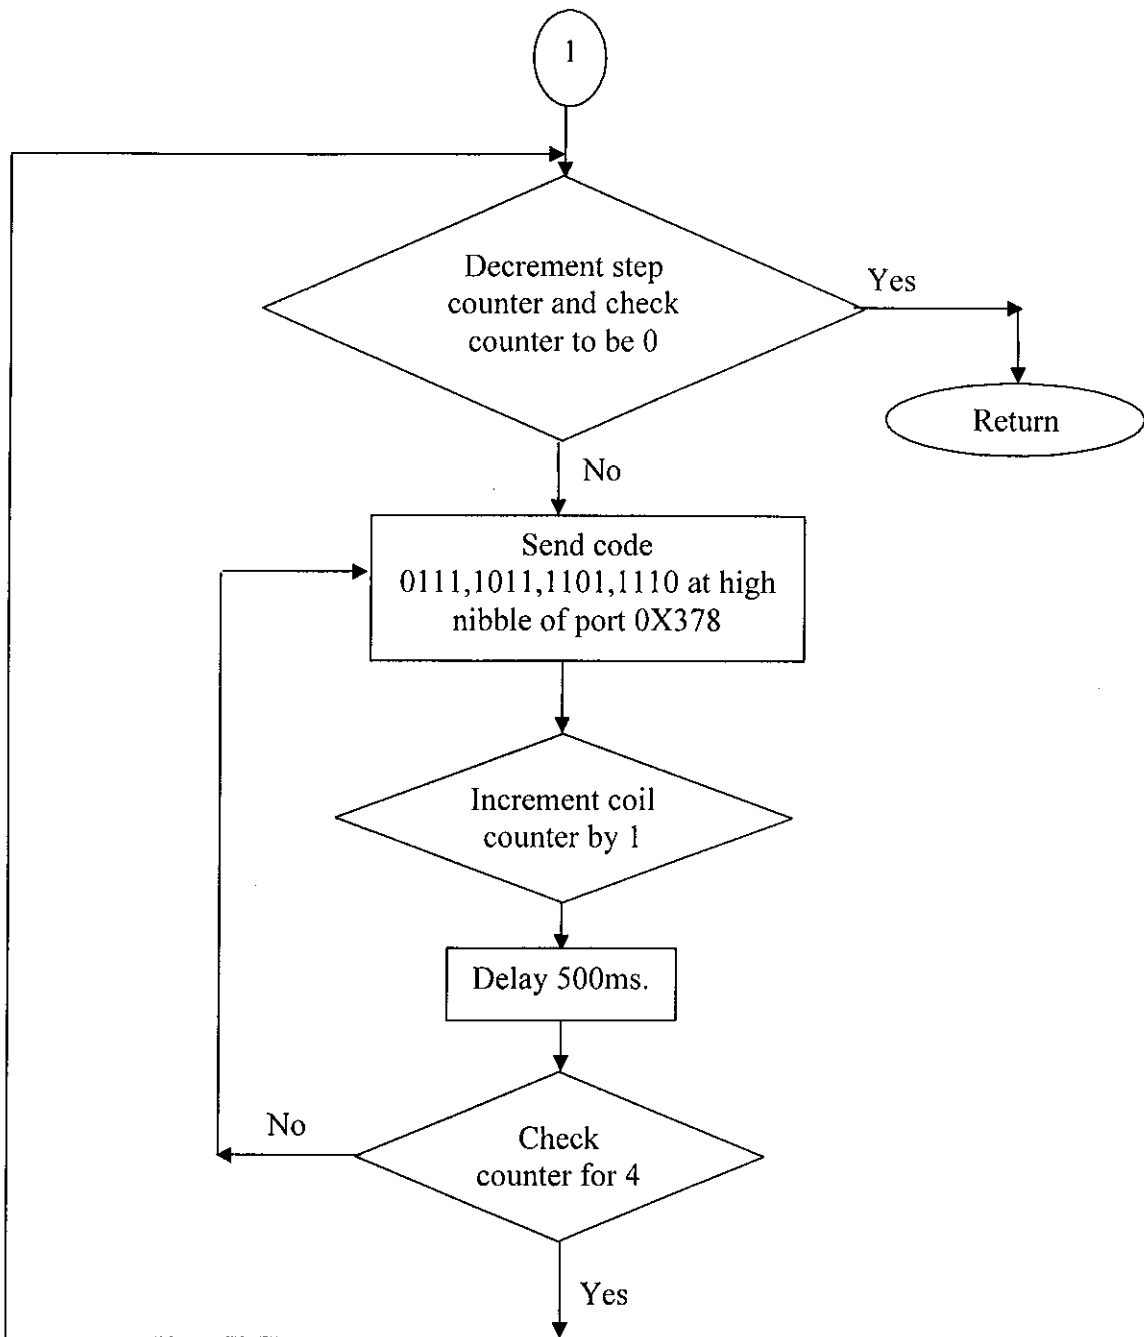 1
Decrement step
counter and check
counter to be 0
Yes
Return
No
Send code
0111,1011,1101,1110 at high
nibble of port 0X378
Increment coil
counter by 1
Delay 500ms.
No
Check
counter for 4
Yes